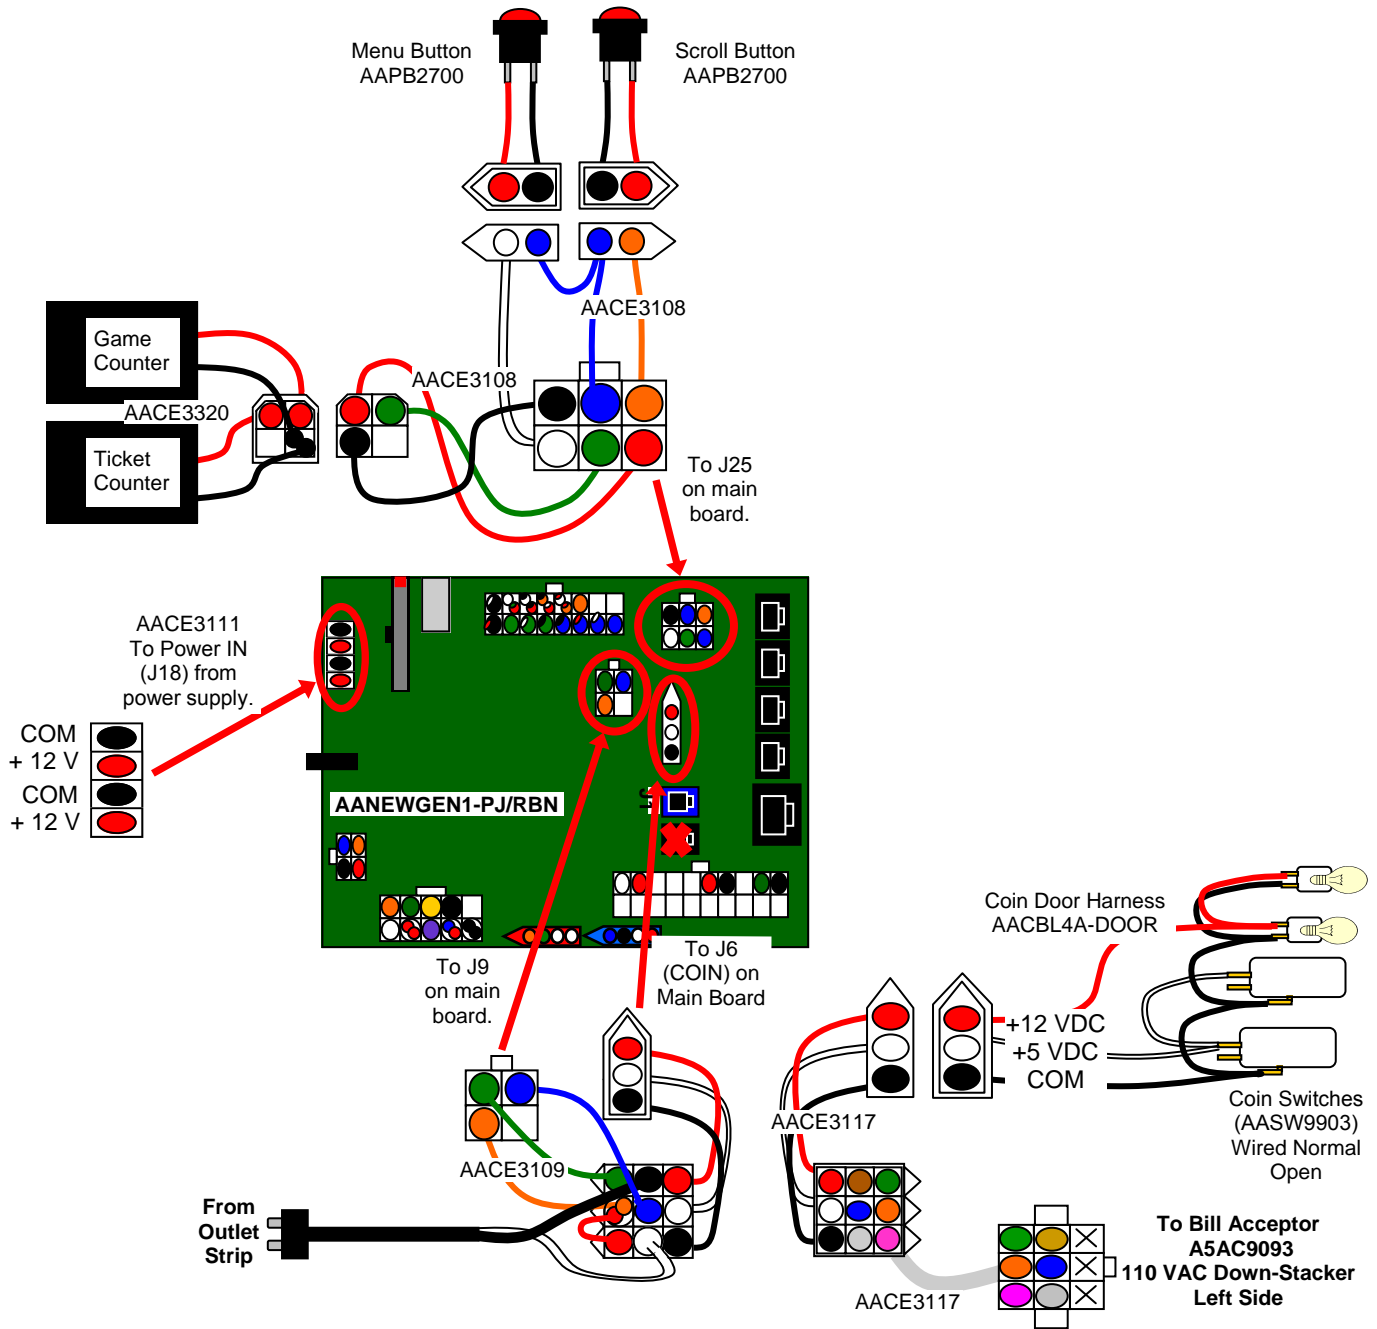 Menu Button
AAPB2700
Scroll Button
AAPB2700
AACE3108
Game
Counter
AACE3320
Ticket
Counter
AACE3108
To J25
on main
board.
AACE3111
To Power IN
(J18) from
power supply.
COM
+ 12 V
COM
+ 12 V
AANEWGEN1-PJ/RBN
To J9
on main
board.
To J6
(COIN) on
Main Board
Coin Door Harness
AACBL4A-DOOR
+12 VDC
+5 VDC
COM
Coin Switches
(AASW9903)
Wired Normal
Open
AACE3117
AACE3109
From
Outlet
Strip
AACE3117
To Bill Acceptor
A5AC9093
110 VAC Down-Stacker
Left Side